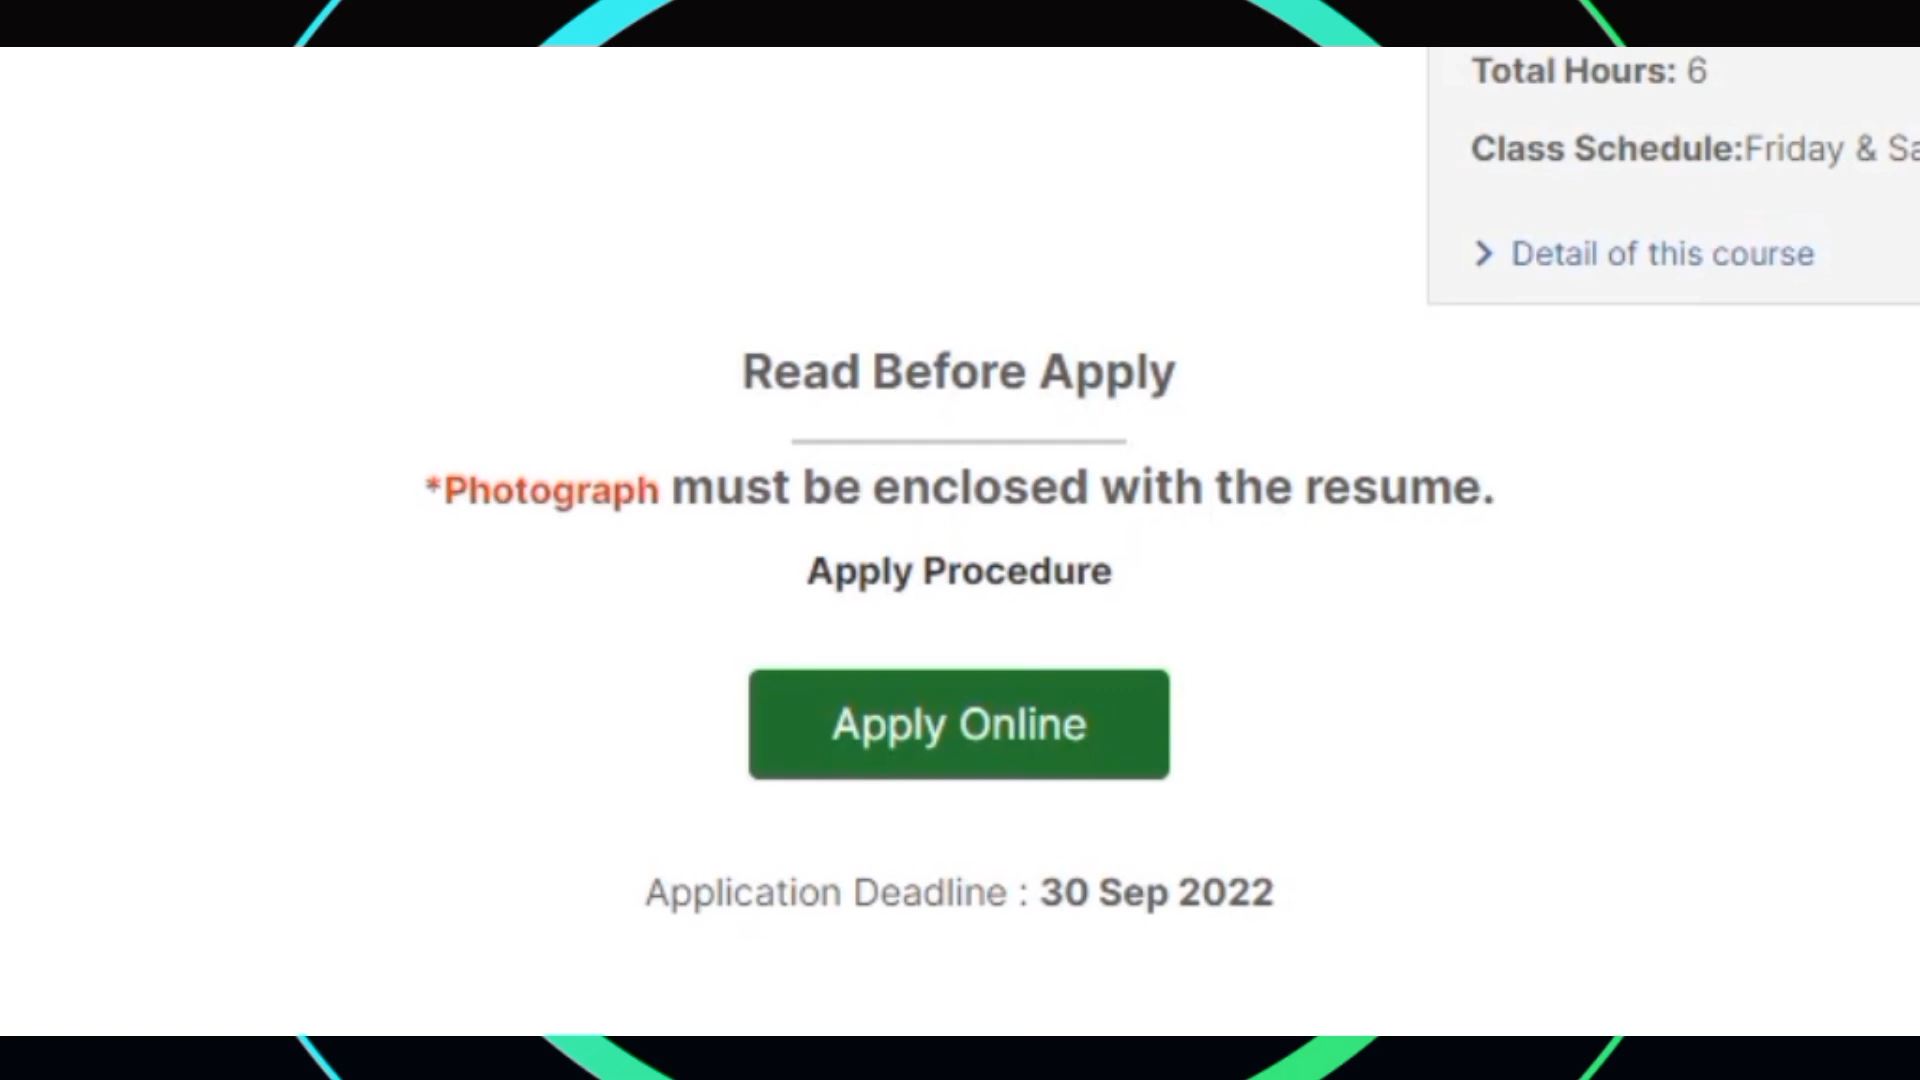 Total Hours: 6
Class Schedule:Friday &
Detail of this course
Read Before Apply
*Photograph must be enclosed with the resume.
Apply Procedure
Apply Online
Application Deadline : 30 Sep 2022